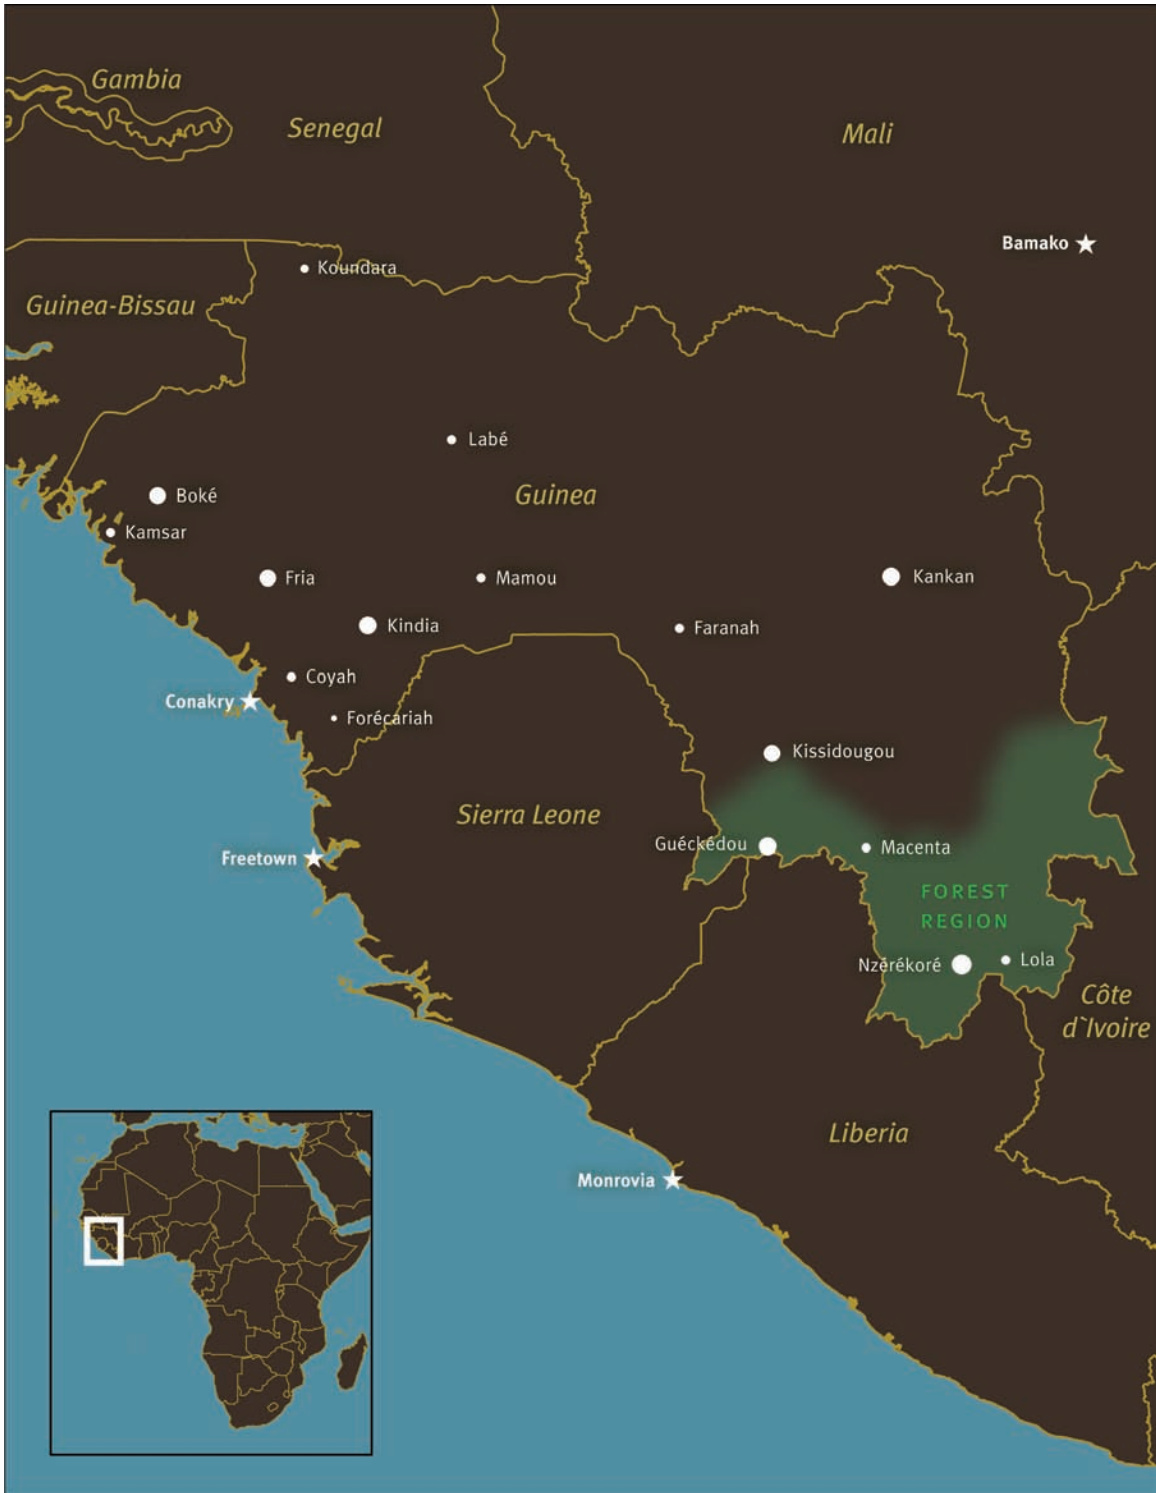 Gambia
Senegal
Mali
Bamako
Koundara
Guinea-Bissau
Labé
Guinea
Boké
Kamsar
Fria
Mamou
Kankan
Kindia
Faranah
Coyah
Conakry
Forécariah
Kissidougou
Sierra Leone
Guéckédou
Macenta
Freetown
FOREST
REGION
Nzérékoré
Lola
Côte
d`Ivoire
Liberia
Monrovia